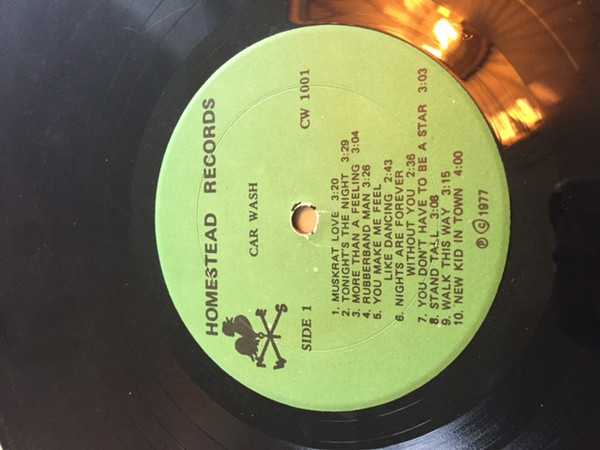 HOMESTEAD RECORDS
CAR WASH
SIDE 1
CW 1001
1. MUSKRAT LOVE 3:20
2. TONIGHT'S THE NIGHT 3:29
3. MORE THAN A FEELING 3:04
4. RUBBERBAND MAN 3:26
5. YOU MAKE ME FEEL
LIKE DANCING 2:43
6. NIGHTS ARE FOREVER
WITHOUT YOU 2:36
7. YOU DON'T HAVE TO BE A STAR 3:03
8. STAND TALL 3:08
9. WALK THIS WAY 3:15
10. NEW KID IN TOWN 4:00
℗ © 1977
E
S
W